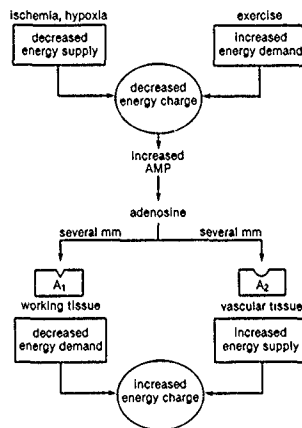 ischemia, hypoxia
exercise
decreased
energy supply
increased
energy demand
decreased
energy charge
increased
AMP
adenosine
several mm
several mm
A1
A2
working tissue
vascular tissue
decreased
energy demand
increased
energy supply
increased
energy charge